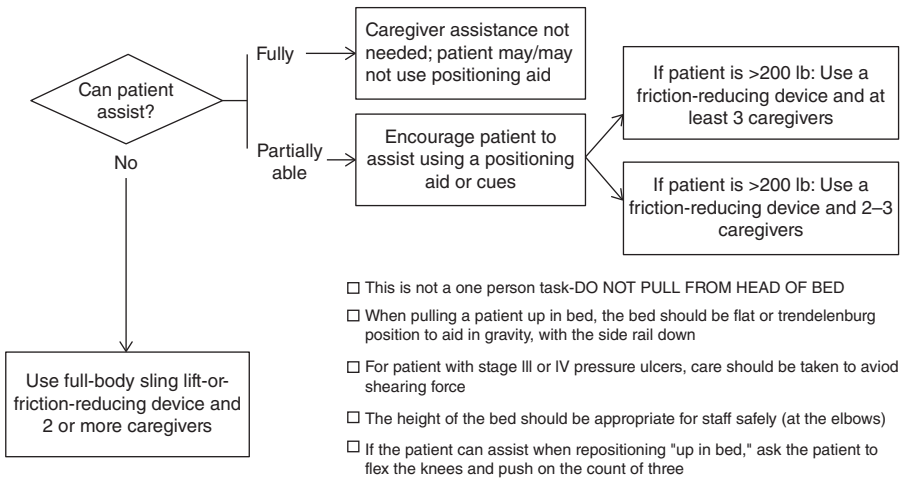 Can patient
assist?
Fully
Caregiver assistance not
needed; patient may/may
not use positioning aid
Partially
able
Encourage patient to
assist using a positioning
aid or cues
If patient is >200 lb: Use a
friction-reducing device and at
least 3 caregivers
If patient is >200 lb: Use a
friction-reducing device and 2–3
caregivers
No
Use full-body sling lift-or-
friction-reducing device and
2 or more caregivers
This is not a one person task-DO NOT PULL FROM HEAD OF BED
When pulling a patient up in bed, the bed should be flat or trendelenburg
position to aid in gravity, with the side rail down
For patient with stage III or IV pressure ulcers, care should be taken to aviod
shearing force
The height of the bed should be appropriate for staff safely (at the elbows)
If the patient can assist when repositioning "up in bed," ask the patient to
flex the knees and push on the count of three